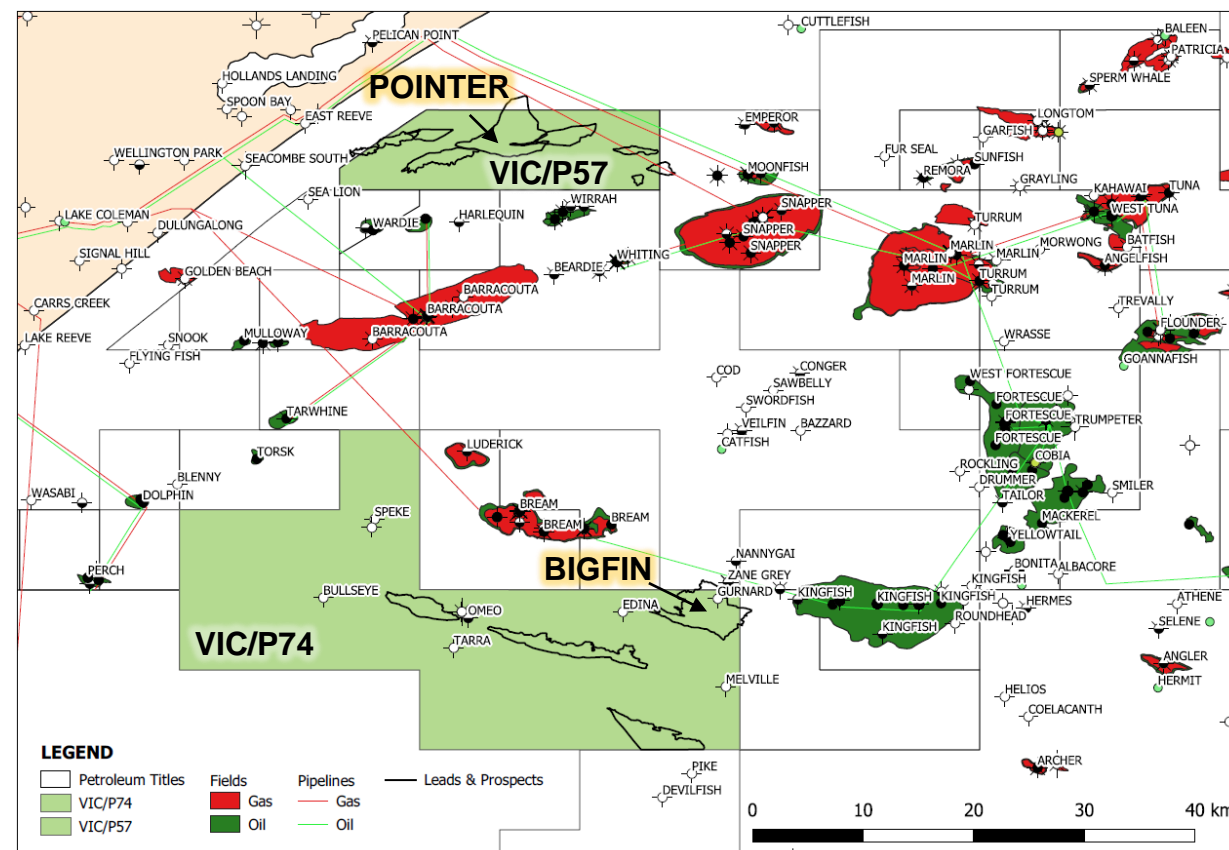 CUTTLEFISH
BALEEN
PELICAN POINT
PATRICIA
HOLLANDS LANDING
POINTER
SPERM WHALE
SPOON BAY
EAST REEVE
EMPEROR
LONGTOM
GARFISH
WELLINGTON PARK
SEACOMBE SOUTH
VIC/P57
MOONFISH
FUR SEAL
SUNFISH
REMORA
GRAYLING
SEA LION
KAHAWAI
TUNA
LAKE COLEMAN
DULUNGALONG
WARDIE
HARLEQUIN
WIRRAH
SNAPPER
WEST TUNA
TURRUM
SNAPPER
SNAPPER
SIGNAL HILL
WHITING
MARLIN
MARLIN
MARLIN
MORWONG
BATFISH
ANGELFISH
GOLDEN BEACH
BEARDIE
MARLIN
TURRUM
TURRUM
BARRACOUTA
BARRACOUTA
BARRACOUTA
CARRS CREEK
TREVALLY
LAKE REEVE
SNOOK
MULLOWAY
FLYING FISH
WRASSE
FLOUNDER
GOANNAFISH
COD
CONGER
SAWBELLY
SWORDFISH
WEST FORTESCUE
FORTESCUE
FORTESCUE
FORTESCUE
TARWHINE
VEILFIN
BAZZARD
CATFISH
TRUMPETER
TORSK
LUDERICK
COBIA
ROCKLING
BLENNY
DRUMMER
SMILER
WASABI
DOLPHIN
TAILOR
SPEKE
BREAM
BREAM
BREAM
MACKEREL
YELLOWTAIL
PERCH
BIGFIN
NANNYGAI
ZANE GREY
GURNARD
BONITA
ALBACORE
KINGFISH
BULLSEYE
OMEO
EDINA
KINGFISH
KINGFISH
KINGFISH
KINGFISH
HERMES
ATHENE
ROUNDHEAD
SELENE
VIC/P74
TARRA
ANGLER
HERMIT
MELVILLE
HELIOS
COELACANTH
LEGEND
Petroleum Titles
VIC/P74
VIC/P57
Fields
Gas
Oil
Pipelines
Gas
Oil
Leads & Prospects
PIKE
DEVILFISH
ARCHER
0 10 20 30 40 km